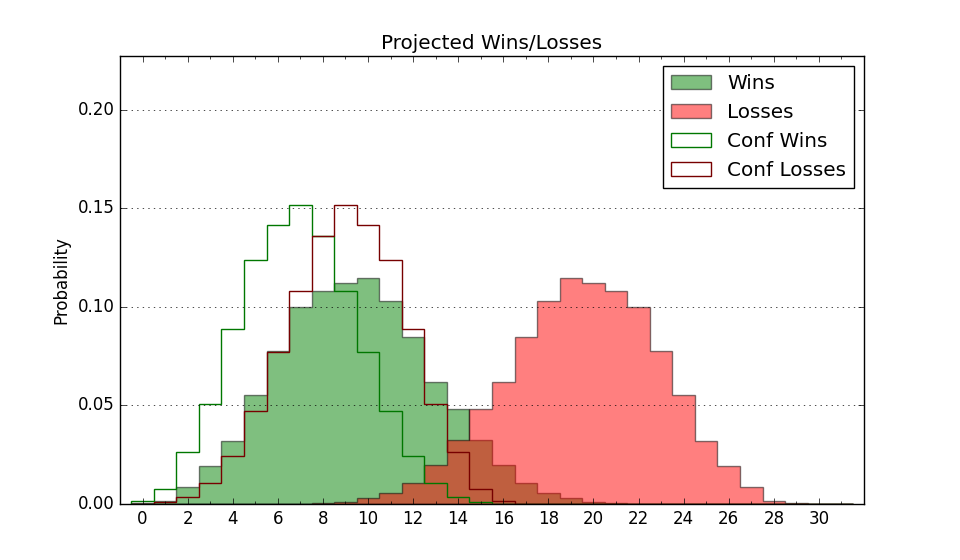 Projected Wins/Losses
Wins
Losses
Conf Wins
Conf Losses
Probability
0.20
0.15
0.10
0.05
0.00
0 2 4 6 8 10 12 14 16 18 20 22 24 26 28 30